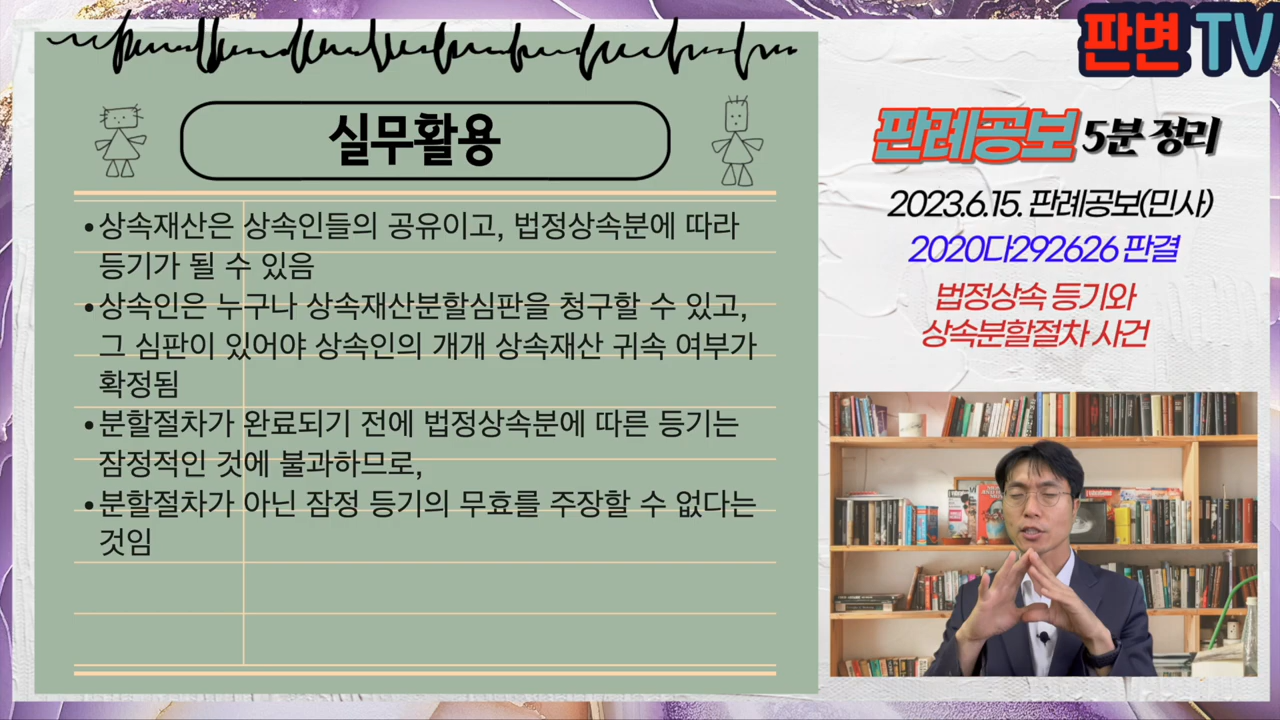 판변 TV
실무활용
• 상속재산은 상속인들의 공유이고, 법정상속분에 따라
등기가 될 수 있음
• 상속인은 누구나 상속재산분할심판을 청구할 수 있고,
그 심판이 있어야 상속인의 개개 상속재산 귀속 여부가
확정됨
• 분할절차가 완료되기 전에 법정상속분에 따른 등기는
잠정적인 것에 불과하므로,
• 분할절차가 아닌 잠정 등기의 무효를 주장할 수 없다는
것임
판례공보 5분 정리
2023.6.15. 판례공보(민사)
2020다292626 판결
법정상속 등기와
상속분할절차 사건